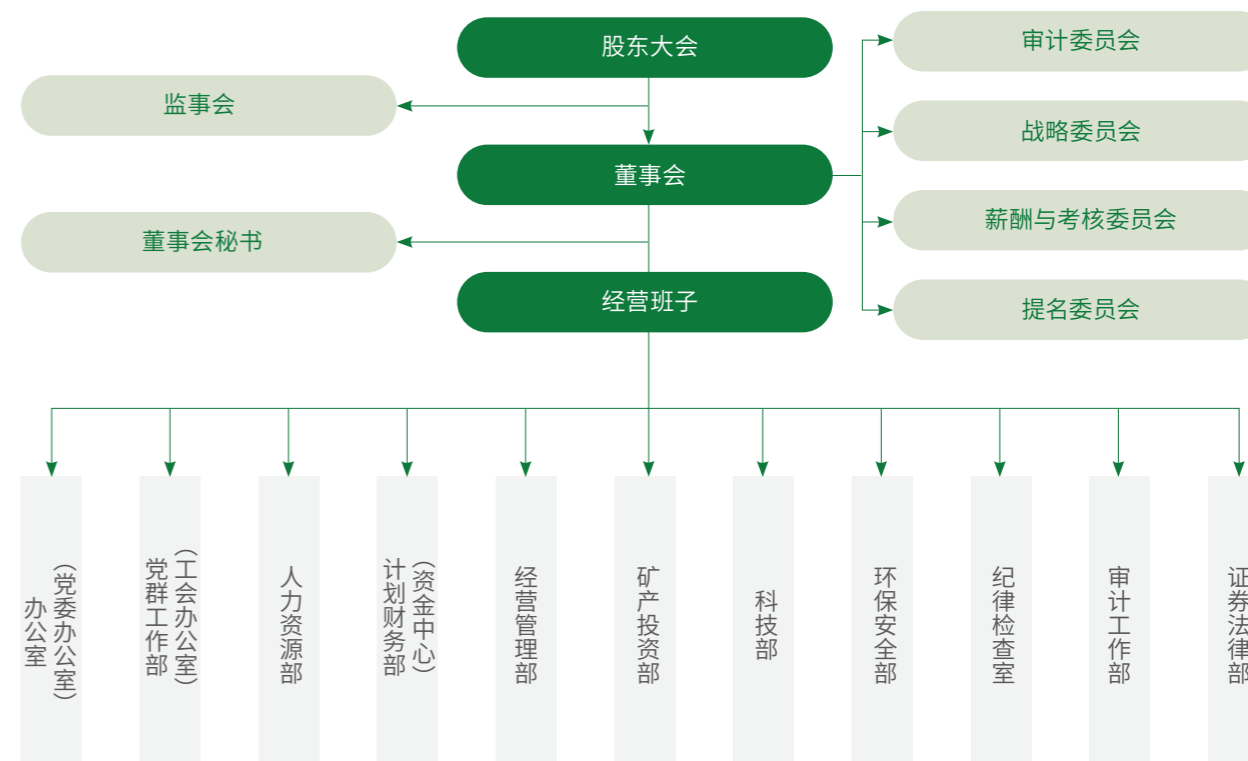 股东大会
审计委员会
监事会
战略委员会
董事会
薪酬与考核委员会
董事会秘书
经营班子
提名委员会
办公室
（党委办公室）
党群工作部
（工会办公室）
人力资源部
计划财务部
（资金中心）
经营管理部
矿产投资部
科技部
环保安全部
纪律检查室
审计工作部
证券法律部